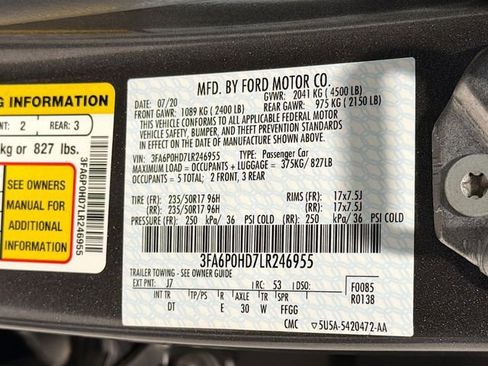 G INFORMATION
NT: 2 REAR: 3
kg or 827 lbs.
SEE OWNERS
MANUAL FOR
ADDITIONAL
INFORMATION
3FA6P0HD7LR246955
MFD. BY FORD MOTOR CO.
07/20 GVWR: 2041 KG (4500 LB)
FRONT GAWR: 1089 KG (2400 LB) REAR GAWR: 975 KG (2150 LB)
THIS VEHICLE CONFORMS TO ALL APPLICABLE FEDERAL MOTOR
VEHICLE SAFETY, BUMPER, AND THEFT PREVENTION STANDARDS
IN EFFECT ON THE DATE OF MANUFACTURE SHOWN ABOVE.
VIN: 3FA6P0HD7LR246955 TYPE: Passenger Car
MAXIMUM LOAD = OCCUPANTS + LUGGAGE = 375KG/827LB
OCCUPANTS = 5 TOTAL: 2 FRONT, 3 REAR
TIRE (FR): 235/50R17 96H RIMS (FR): 17x7.5J
(RR): 235/50R17 96H (RR): 17x7.5J
PRESSURE (FR) 250 kPa/ 36 PSI COLD (RR) 250 kPa/ 36 PSI COLD
3FA6P0HD7LR246955
TRAILER TOWING - SEE OWNER GUIDE
EXT PNT: J7 RC: 53 DSO: F0085
INT TR TP/PS R AX TR SPR R0138
DT E 30 W FFGG
CMC ▽5U5A-5420472-AA